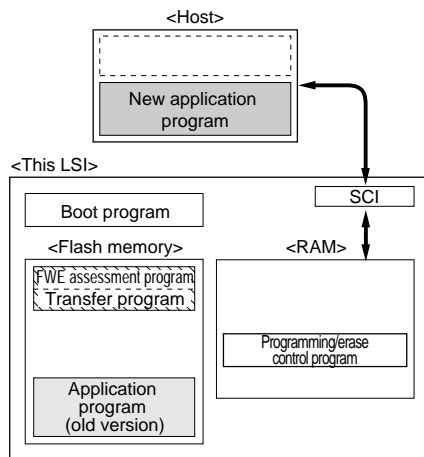 <Host>
New application
program
<This LSI>
SCI
Boot program
<Flash memory>
<RAM>
FWE assessment program
Transfer program
Programming/erase
control program
Application
program
(old version)